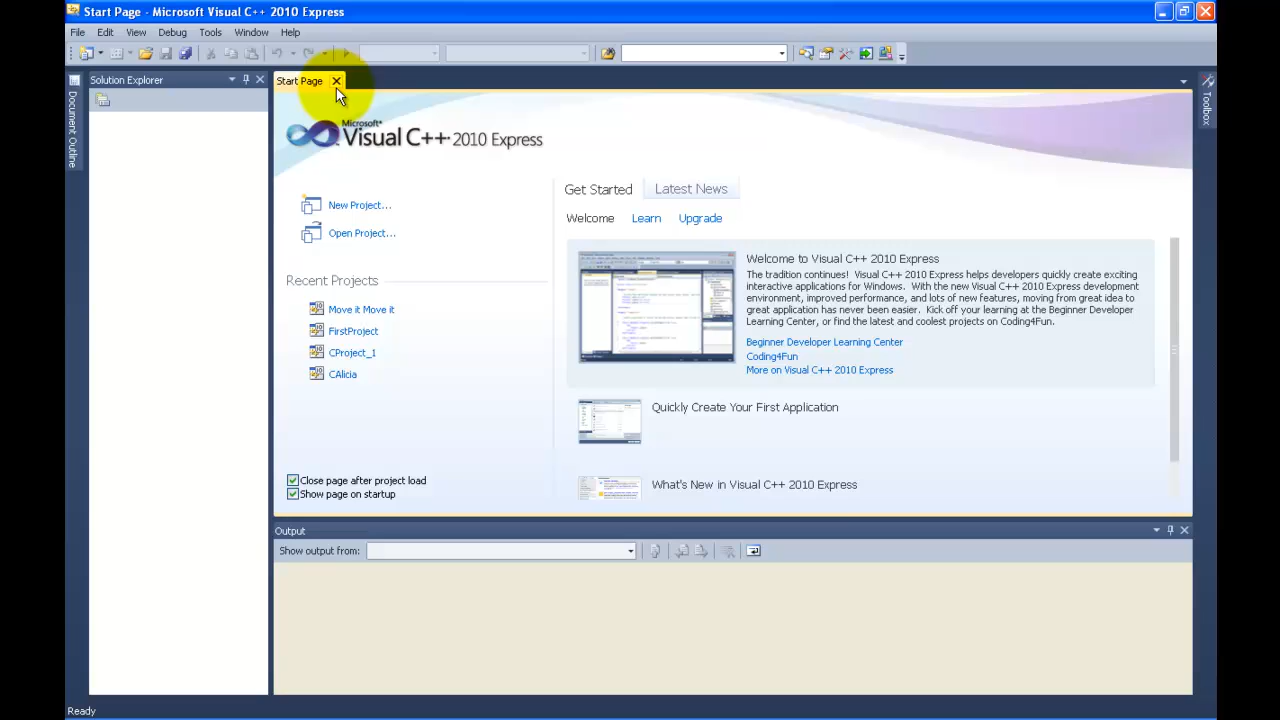 Start Page - Microsoft Visual C++ 2010 Express
File Edit View Debug Tools Window Help
Solution Explorer
Start Page
Document Outline
Toolbox
Microsoft®
Visual C++ 2010 Express
New Project...
Open Project...
Recent Projects
Move it Move it
FirstProject
CProject_1
CAlicia
Close page after project load
Show page on startup
Get Started Latest News
Welcome Learn Upgrade
Welcome to Visual C++ 2010 Express
The tradition continues! Visual C++ 2010 Express helps developers quickly create exciting
interactive applications for Windows. With the new Visual C++ 2010 Express development
environment, improved performance, and lots of new features, moving from great idea to
great application has never been easier. Kick off your learning at the Beginner Developer
Learning Center, or find the latest and coolest projects on Coding4Fun.
Beginner Developer Learning Center
Coding4Fun
More on Visual C++ 2010 Express
Quickly Create Your First Application
What's New in Visual C++ 2010 Express
Output
Show output from:
Ready